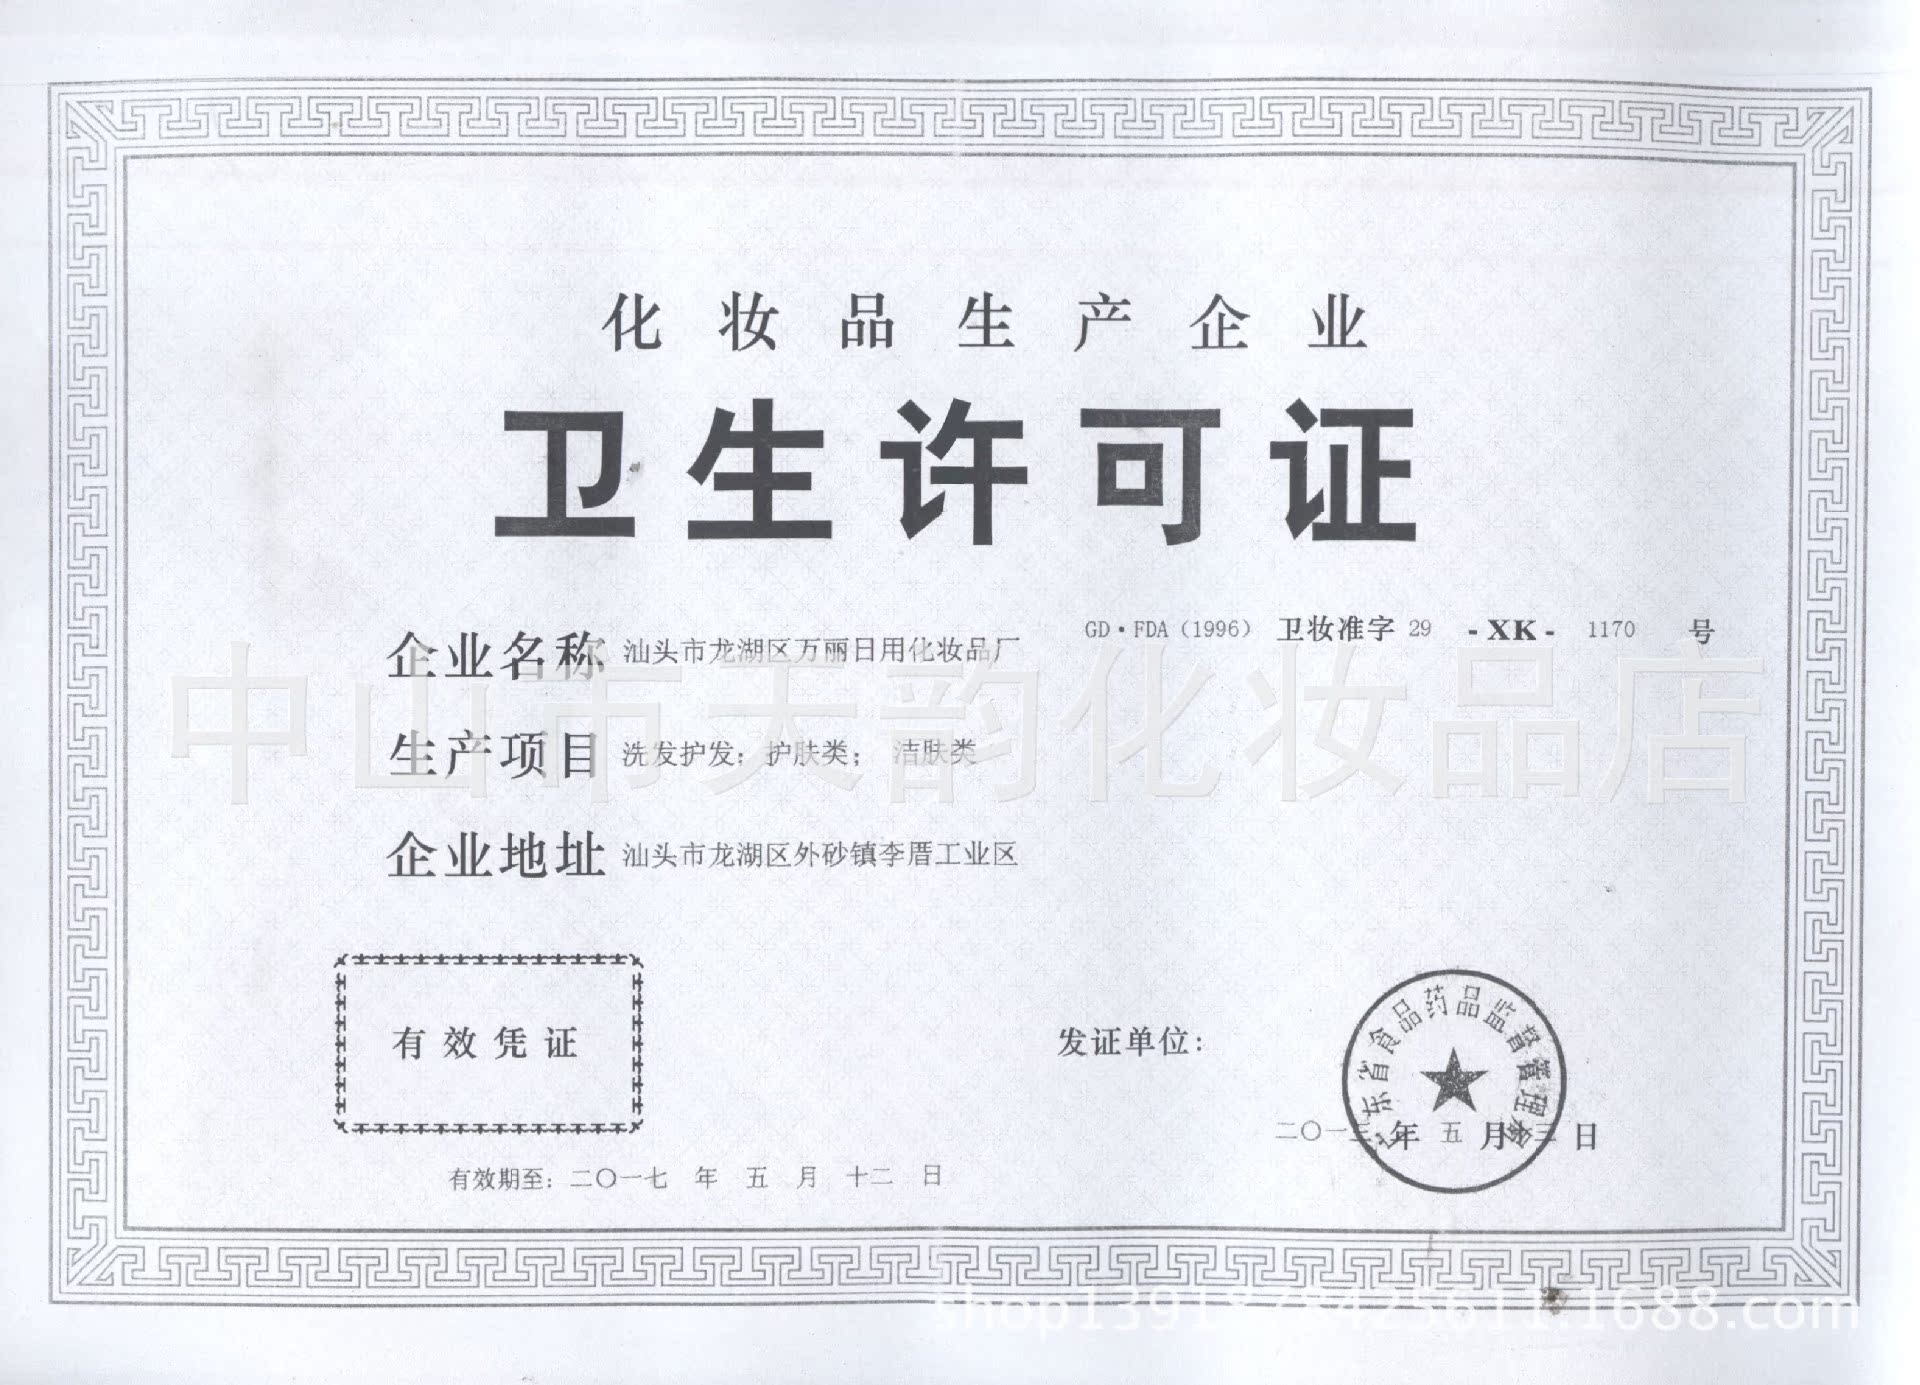 化妆品生产企业
卫生许可证
GD·FDA（1996） 卫妆准字 29 -XK- 1170 号
企业名称 汕头市龙湖区万丽日用化妆品厂
生产项目 洗发护发；护肤类； 洁肤类
企业地址 汕头市龙湖区外砂镇李厝工业区
中山市天韵化妆品店
有效凭证
发证单位：
东省食品药品监督管理
二〇一 年 五 月 日
有效期至：二〇一七 年 五 月 十二 日
1688.com